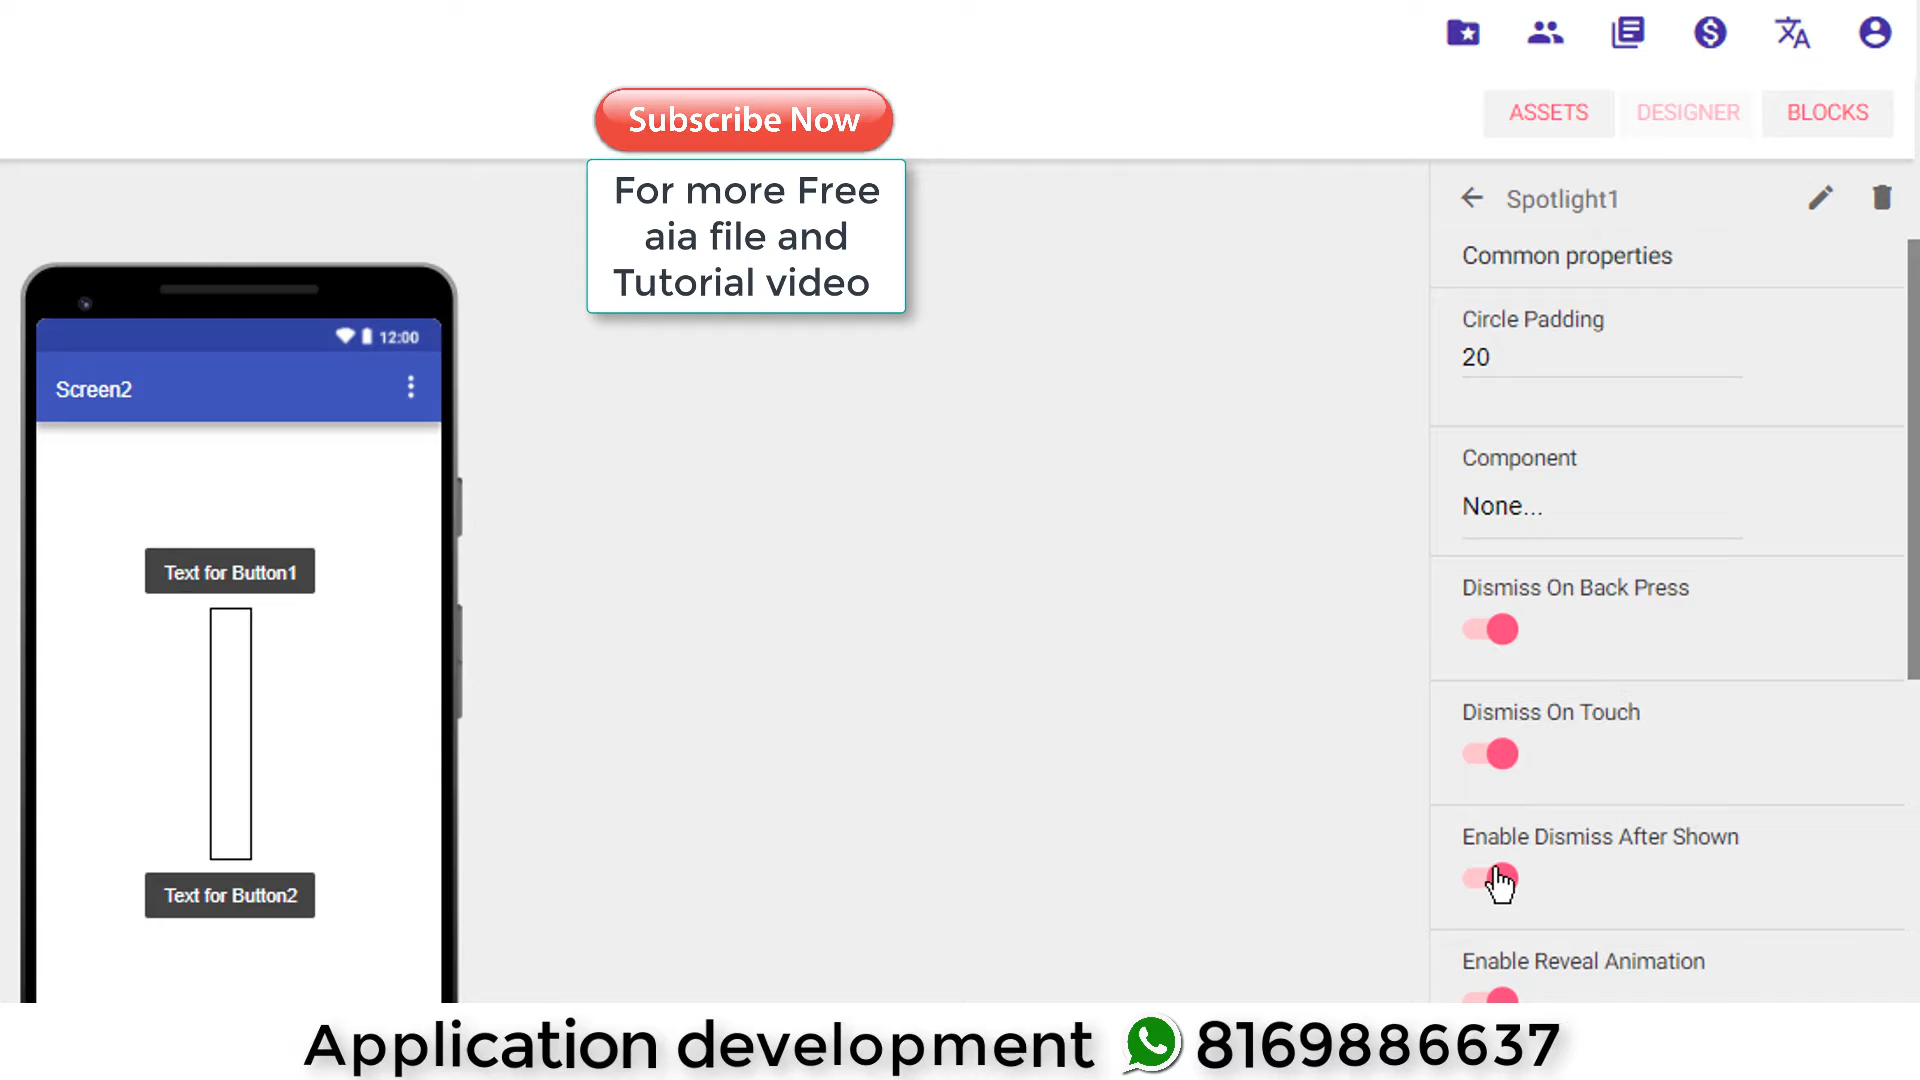 ASSETS
DESIGNER
BLOCKS
Subscribe Now
For more Free
aia file and
Tutorial video
Spotlight1
Common properties
Circle Padding
20
Component
None...
Dismiss On Back Press
Dismiss On Touch
Enable Dismiss After Shown
Enable Reveal Animation
12:00
Screen2
Text for Button1
Text for Button2
Application development 8169886637